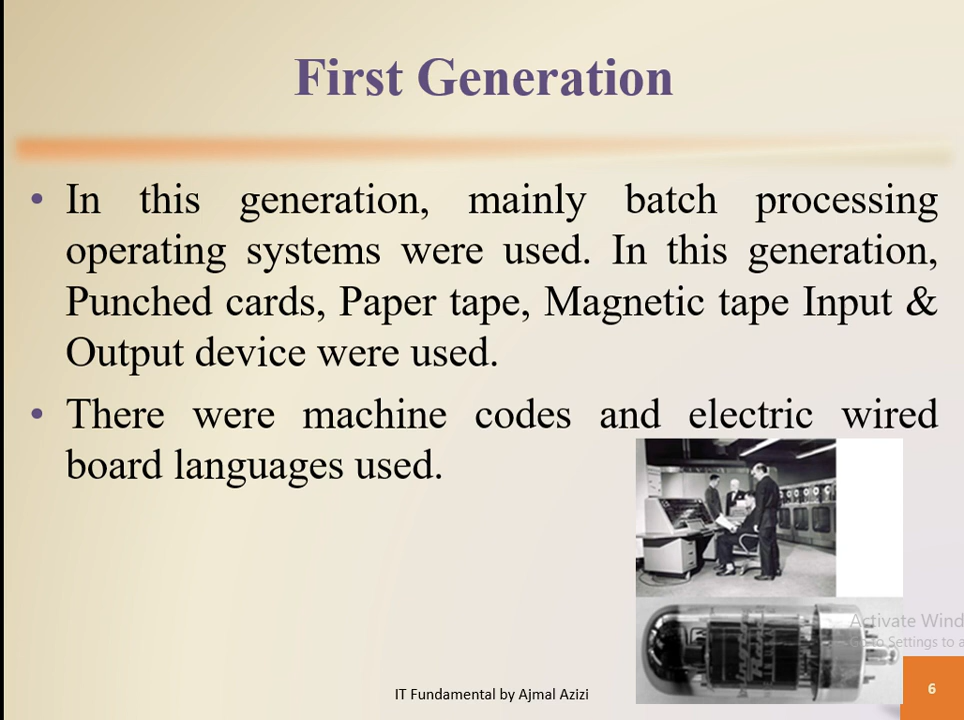 First Generation
• In this generation, mainly batch processing
operating systems were used. In this generation,
Punched cards, Paper tape, Magnetic tape Input &
Output device were used.
• There were machine codes and electric wired
board languages used.
Activate Wind
to Settings to a
IT Fundamental by Ajmal Azizi
6